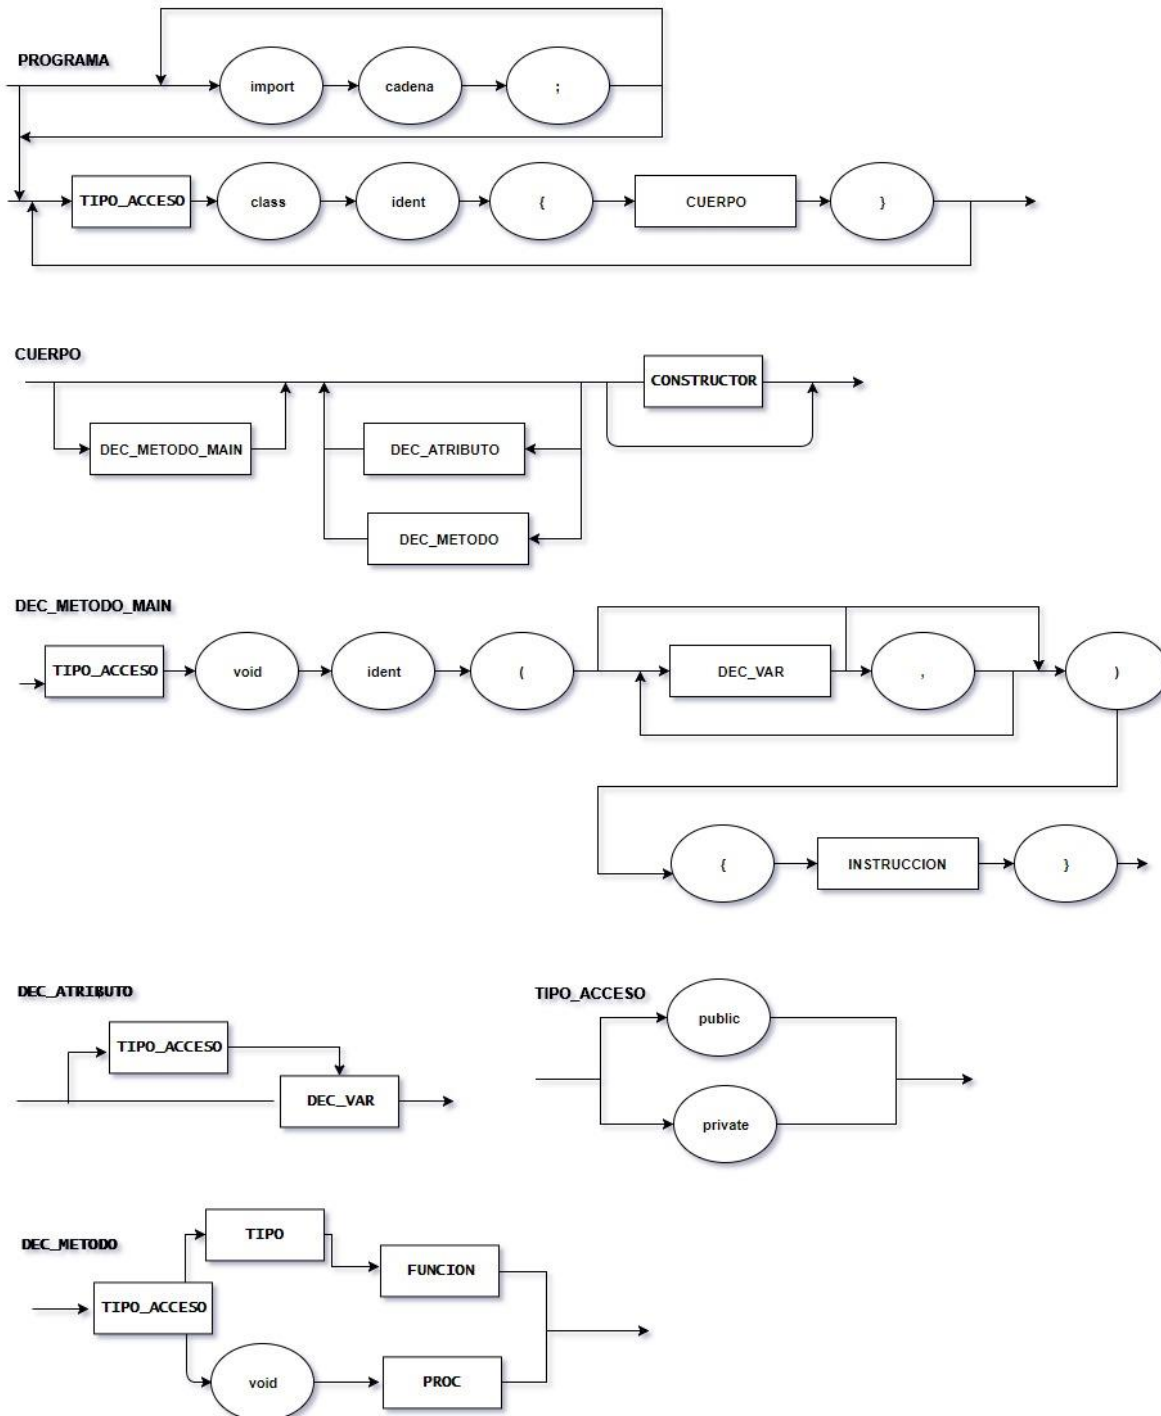 PROGRAMA
import cadena ;
TIPO_ACCESO class ident { CUERPO }
CUERPO
CONSTRUCTOR
DEC_METODO_MAIN DEC_ATRIBUTO
DEC_METODO
DEC_METODO_MAIN
TIPO_ACCESO void ident ( DEC_VAR , )
{ INSTRUCCION }
DEC_ATRIBUTO
TIPO_ACCESO
DEC_VAR
TIPO_ACCESO
public
private
DEC_METODO
TIPO
FUNCION
TIPO_ACCESO
void PROC